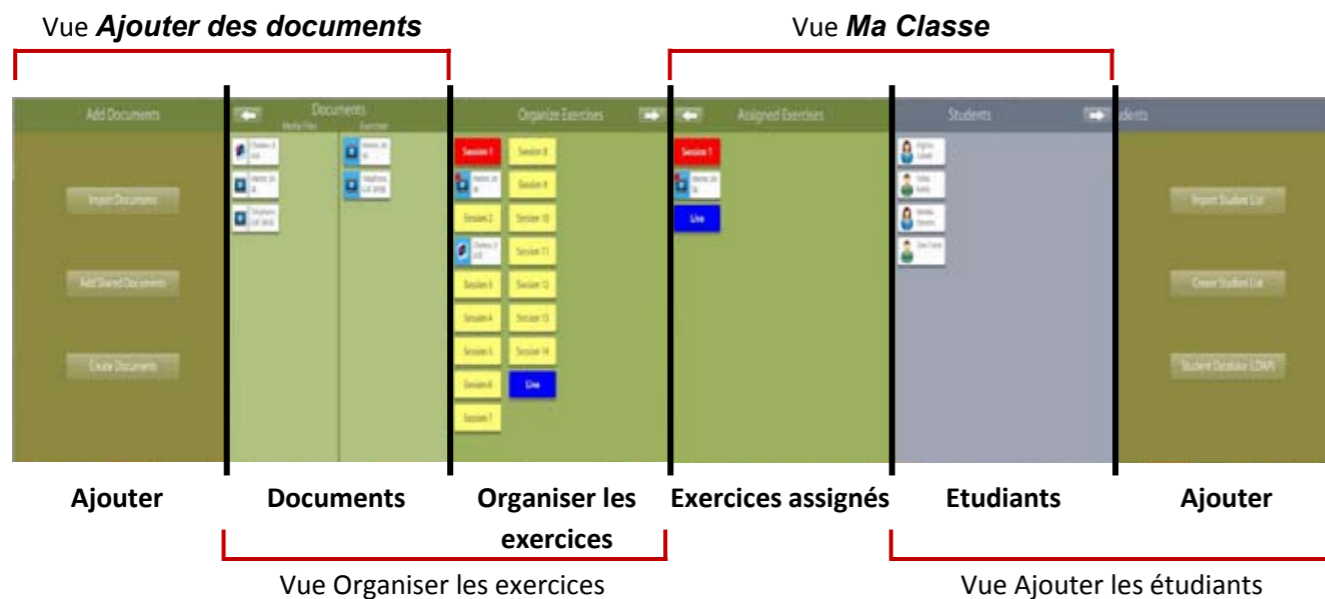 Vue Ajouter des documents
Vue Ma Classe
Add Documents
Documents
Media Files
Exercises
Organize Exercises
Assigned Exercises
Students
Import Documents
Add Shared Documents
Create Documents
Session 1
Session 2
Session 3
Session 4
Session 5
Session 6
Session 7
Session 8
Session 9
Session 10
Session 11
Session 12
Session 13
Session 14
Live
Session 1
Live
Import Student List
Create Student List
Student Database (LDAP)
Ajouter
Documents
Organiser les
exercices
Exercices assignés
Etudiants
Ajouter
Vue Organiser les exercices
Vue Ajouter les étudiants